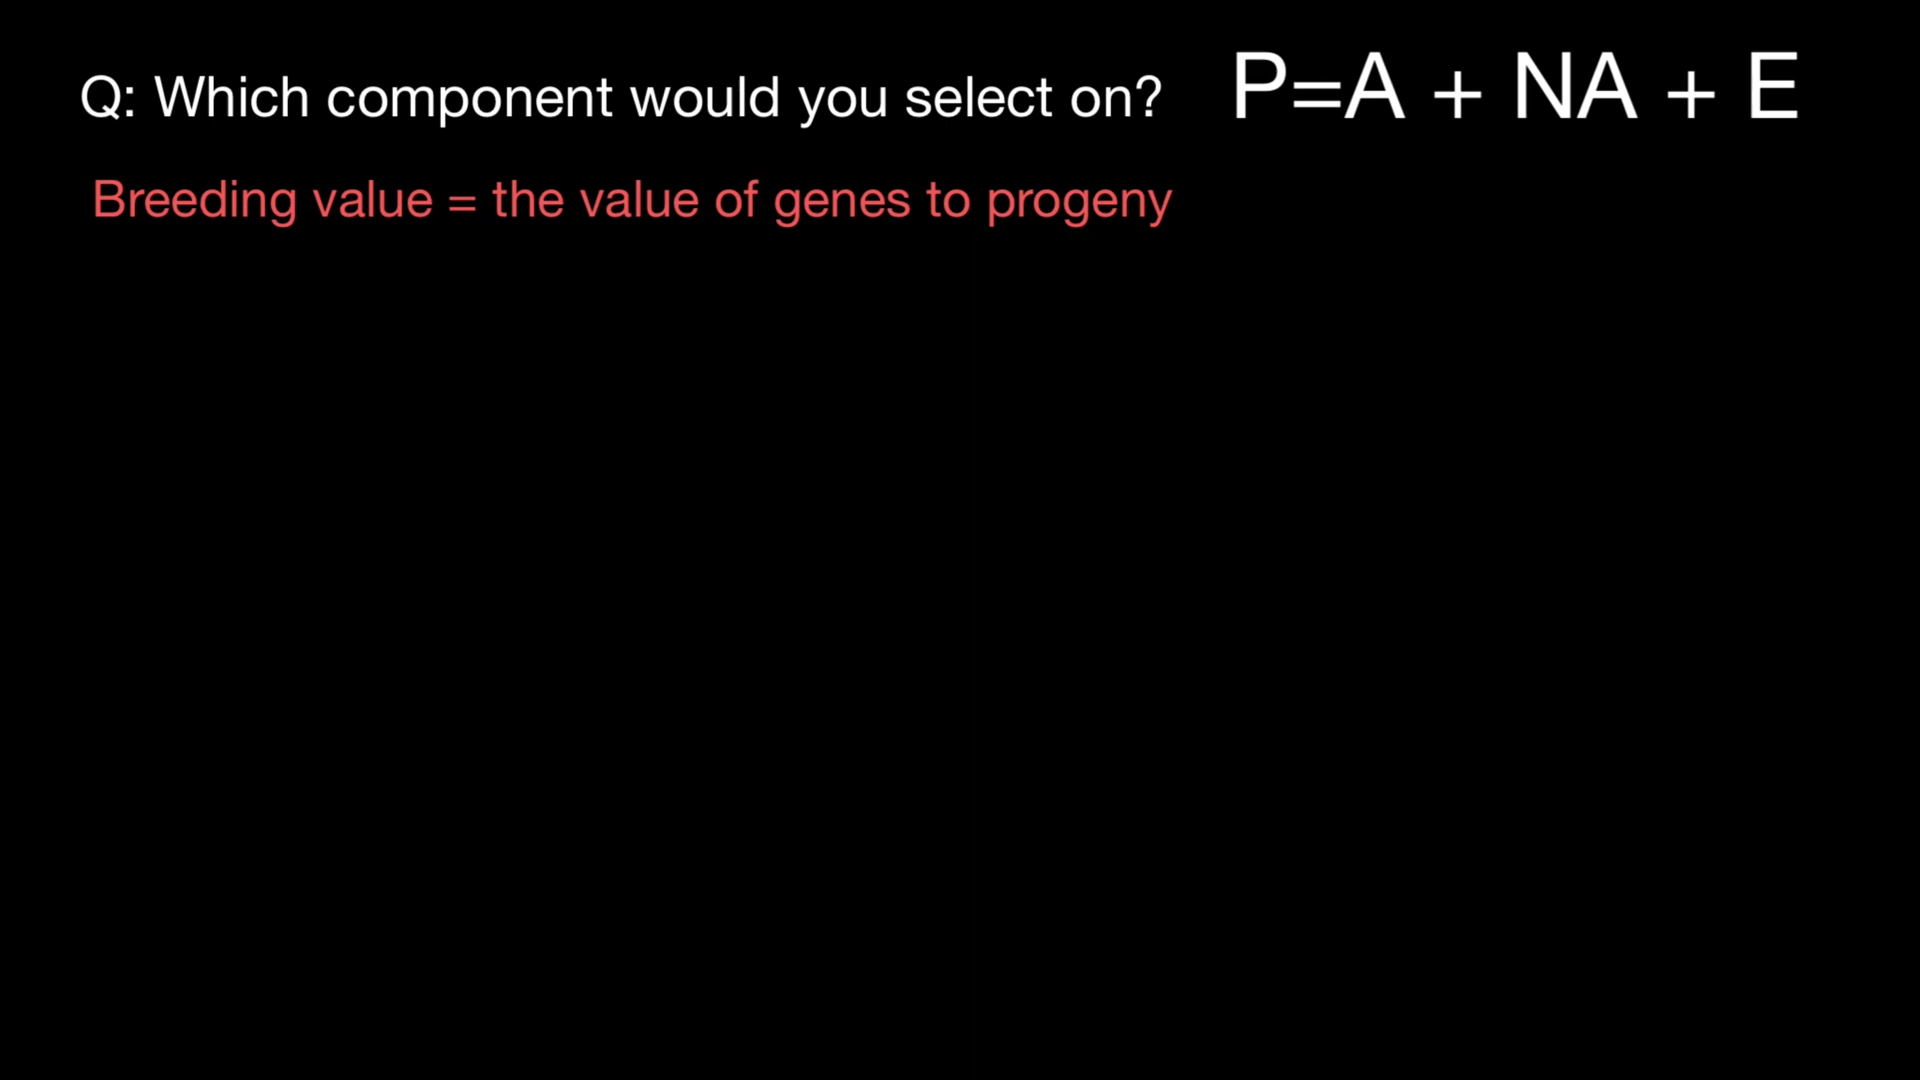 Q: Which component would you select on? P=A + NA + E
Breeding value = the value of genes to progeny